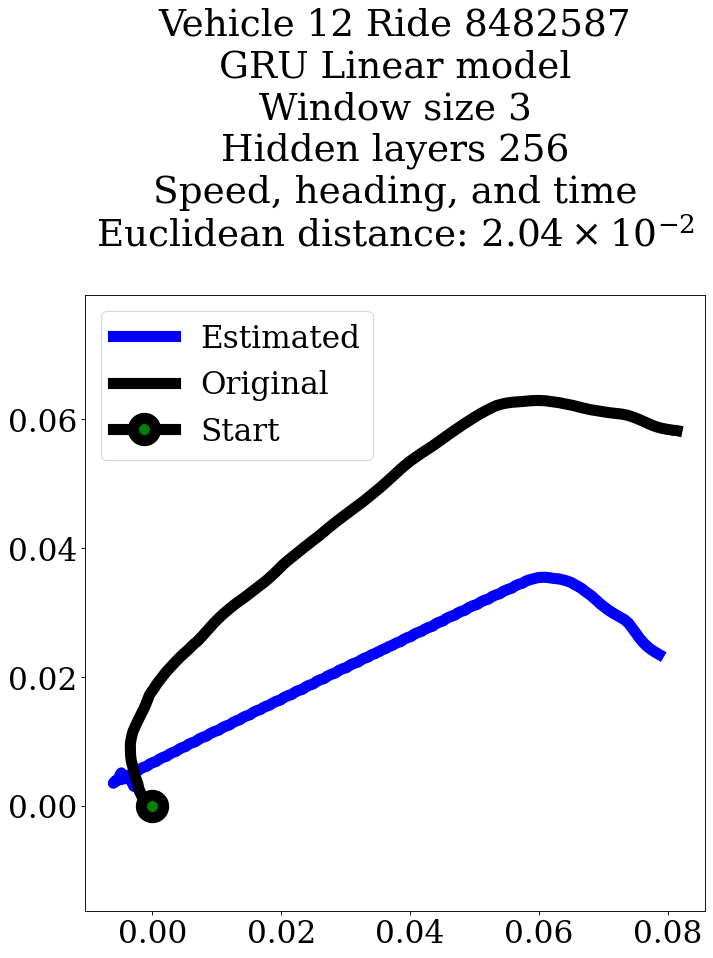 Vehicle 12 Ride 8482587
GRU Linear model
Window size 3
Hidden layers 256
Speed, heading, and time
Euclidean distance: 2.04 × 10⁻²
Estimated
Original
Start
0.06
0.04
0.02
0.00
0.00 0.02 0.04 0.06 0.08